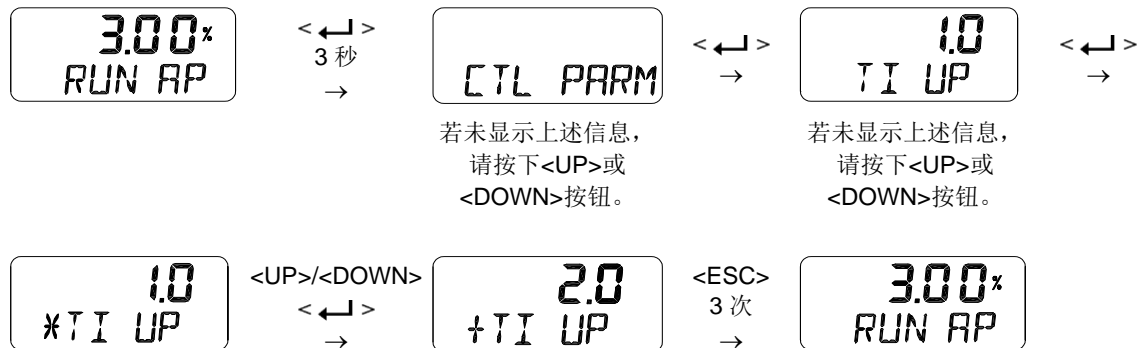 3.00%
RUN AP
< ↵ >
3 秒
→
CTL PARM
若未显示上述信息，
请按下<UP>或
<DOWN>按钮。
< ↵ >
→
1.0
TI UP
若未显示上述信息，
请按下<UP>或
<DOWN>按钮。
< ↵ >
→
1.0
*TI UP
<UP>/<DOWN>
< ↵ >
→
2.0
+TI UP
<ESC>
3 次
→
3.00%
RUN AP